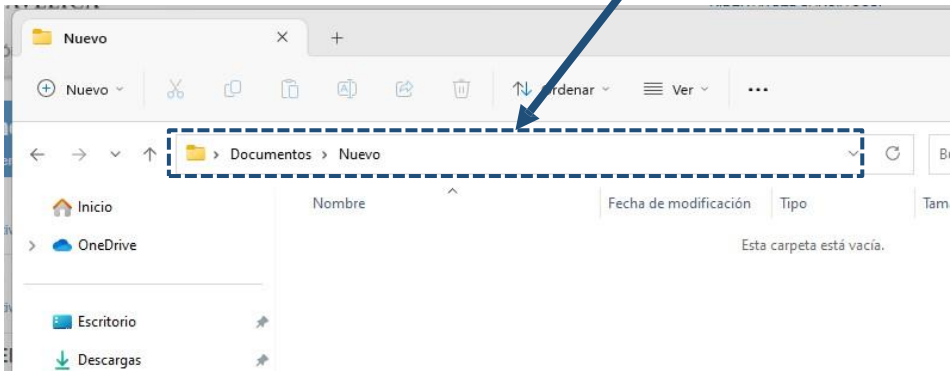 Nuevo
Nuevo
Ordenar
Ver
Documentos > Nuevo
Nombre
Fecha de modificación
Tipo
Inicio
OneDrive
Esta carpeta está vacía.
Escritorio
Descargas